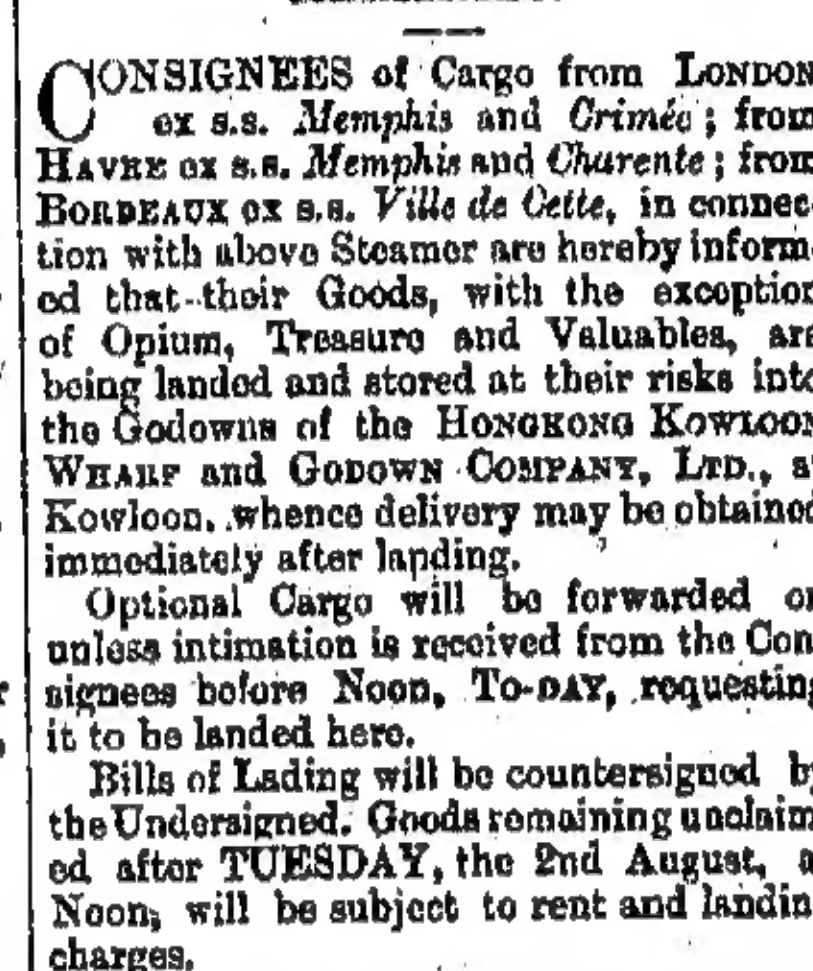 CONSIGNEES of Cargo from LONDON
ex s.s. Memphis and Crimée; from
HAVRE ex s.s. Memphis and Charente; from
BORDEAUX ex s.s. Ville de Cette, in connec-
tion with above Steamer are hereby inform-
ed that their Goods, with the exception
of Opium, Treasure and Valuables, are
being landed and stored at their risks into
the Godowns of the HONGKONG KOWLOON
WHARF and GODOWN COMPANY, LTD., at
Kowloon, whence delivery may be obtained
immediately after landing.
Optional Cargo will be forwarded on
unless intimation is received from the Con-
signees before Noon, TO-DAY, requesting
it to be landed here.
Bills of Lading will be countersigned by
the Undersigned. Goods remaining unclaim-
ed after TUESDAY, the 2nd August, at
Noon, will be subject to rent and landing
charges.